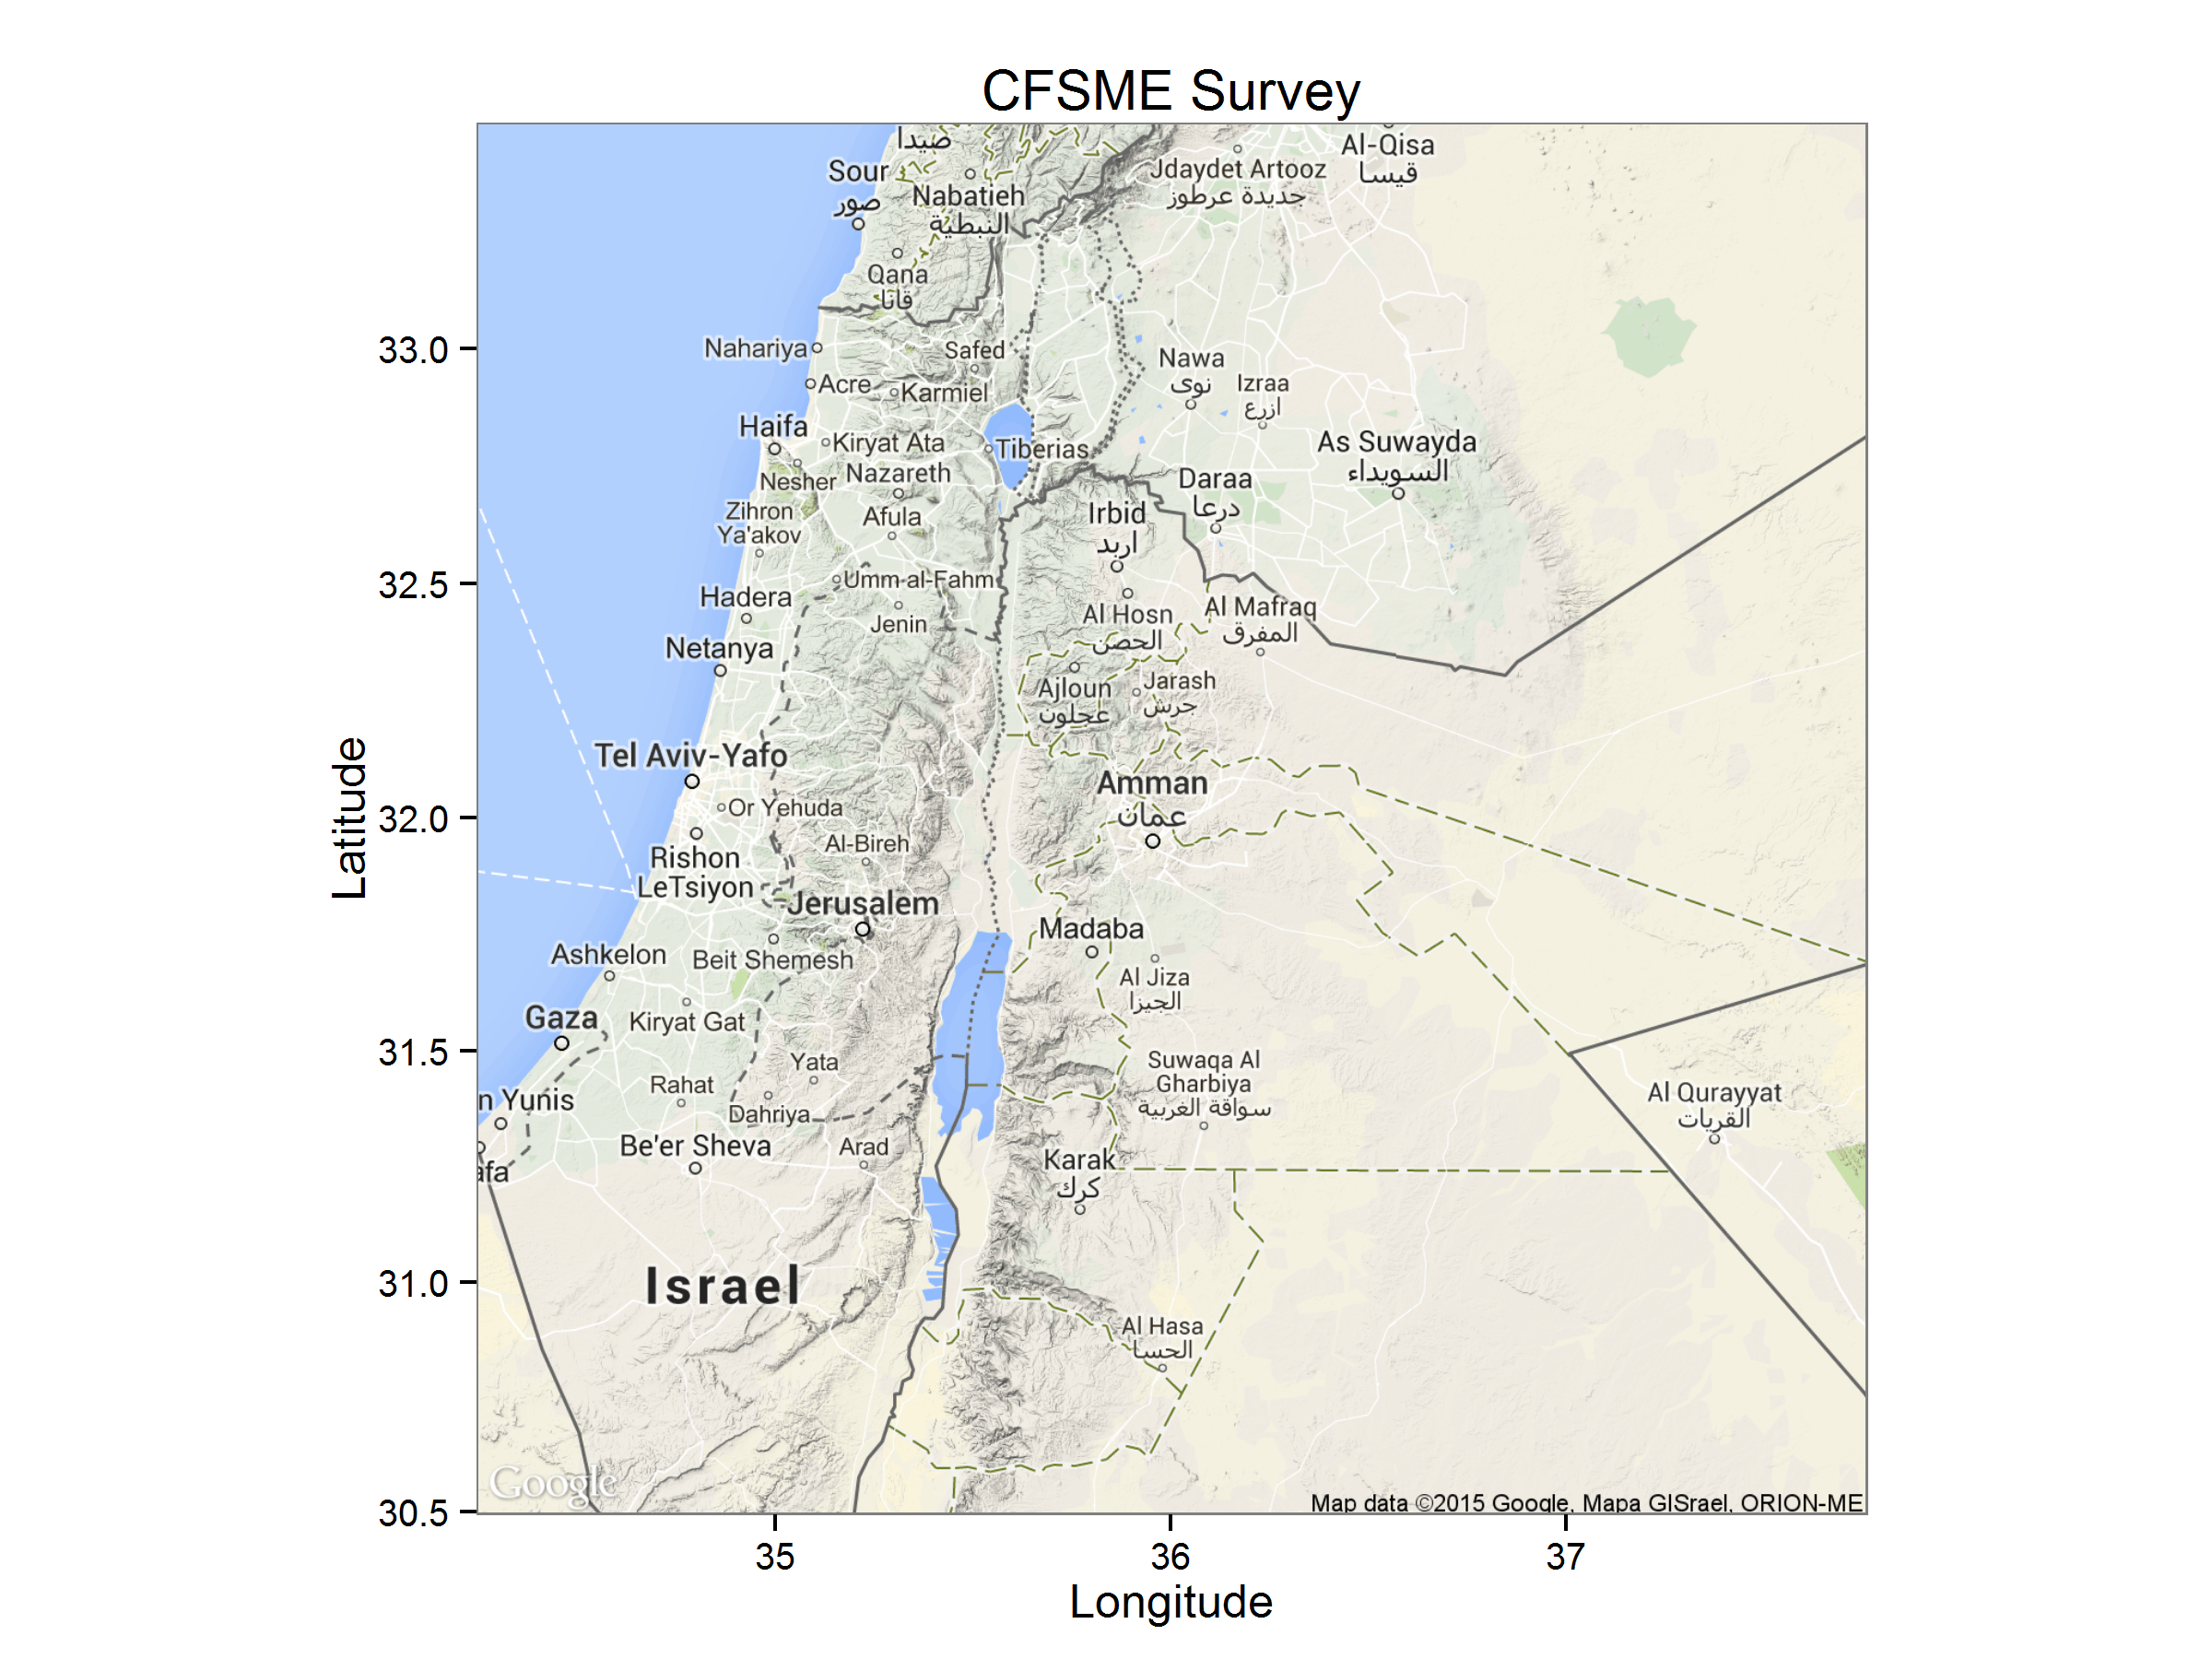 CFSME Survey
صيدا
Sour
صور
Nabatieh
النبطية
Jdaydet Artooz
جديدة عرطوز
Al-Qisa
قيسا
Qana
قانا
33.0
Nahariya
Safed
Acre
Karmiel
Nawa
نوى
Izraa
ازرع
Haifa
Kiryat Ata
Tiberias
As Suwayda
السويداء
Nesher
Nazareth
Daraa
درعا
Zihron
Ya'akov
Afula
Irbid
اربد
32.5
Umm-al-Fahm
Hadera
Jenin
Al Hosn
الحصن
Al Mafraq
المفرق
Netanya
Ajloun
عجلون
Jarash
جرش
Tel Aviv-Yafo
Amman
عمان
32.0
Or Yehuda
Rishon
LeTsiyon
Al-Bireh
Jerusalem
Madaba
Ashkelon
Beit Shemesh
Al Jiza
الجيزا
Gaza
Kiryat Gat
31.5
Yata
Suwaqa Al
Gharbiya
سواقة الغربية
Rahat
n Yunis
Dahriya
Al Qurayyat
القريات
afa
Be'er Sheva
Arad
Karak
كرك
31.0
Israel
Al Hasa
الحسا
Google
Map data ©2015 Google, Mapa GISrael, ORION-ME
30.5
35
36
37
Longitude
Latitude